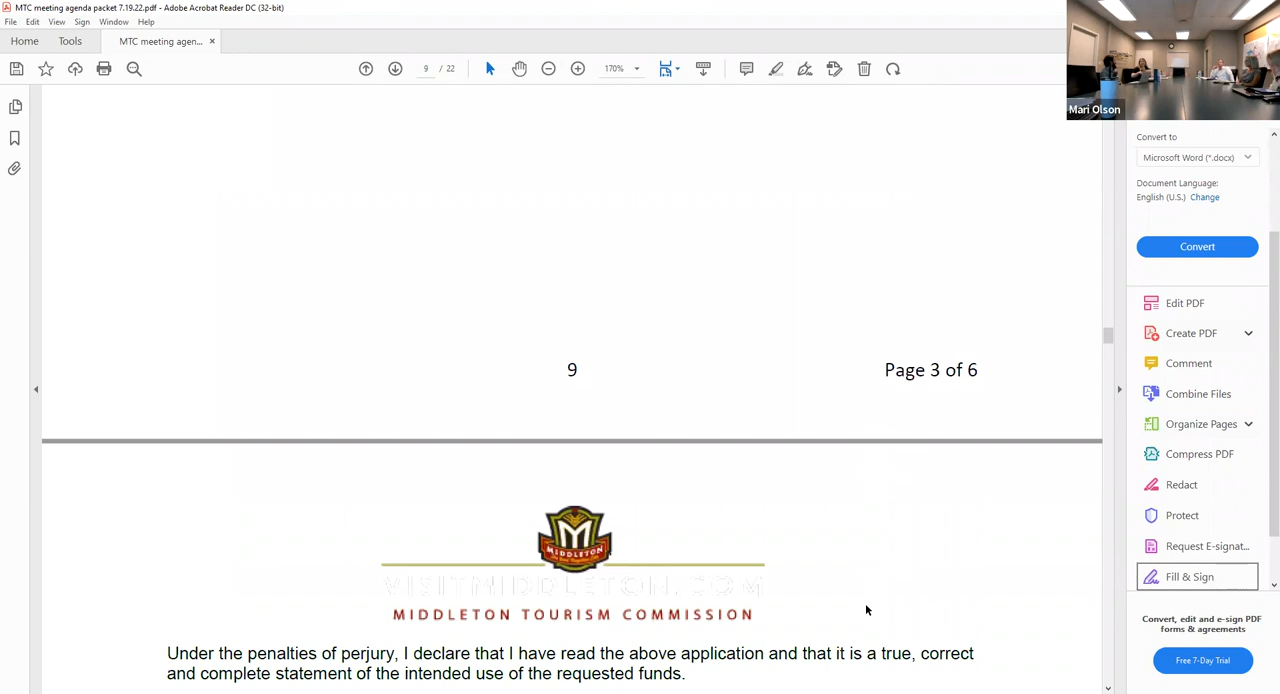 MTC meeting agenda packet 7.19.22.pdf - Adobe Acrobat Reader DC (32-bit)
File Edit View Sign Window Help
Home Tools MTC meeting agen... ×
9 / 22 170%
Mari Olson
Convert to
Microsoft Word (*.docx)
Document Language:
English (U.S.) Change
Convert
Edit PDF
Create PDF
Comment
Combine Files
Organize Pages
Compress PDF
Redact
Protect
Request E-signat...
Fill & Sign
Convert, edit and e-sign PDF
forms & agreements
Free 7-Day Trial
9 Page 3 of 6
M
MIDDLETON
VISITMIDDLETON.COM
MIDDLETON TOURISM COMMISSION
Under the penalties of perjury, I declare that I have read the above application and that it is a true, correct
and complete statement of the intended use of the requested funds.